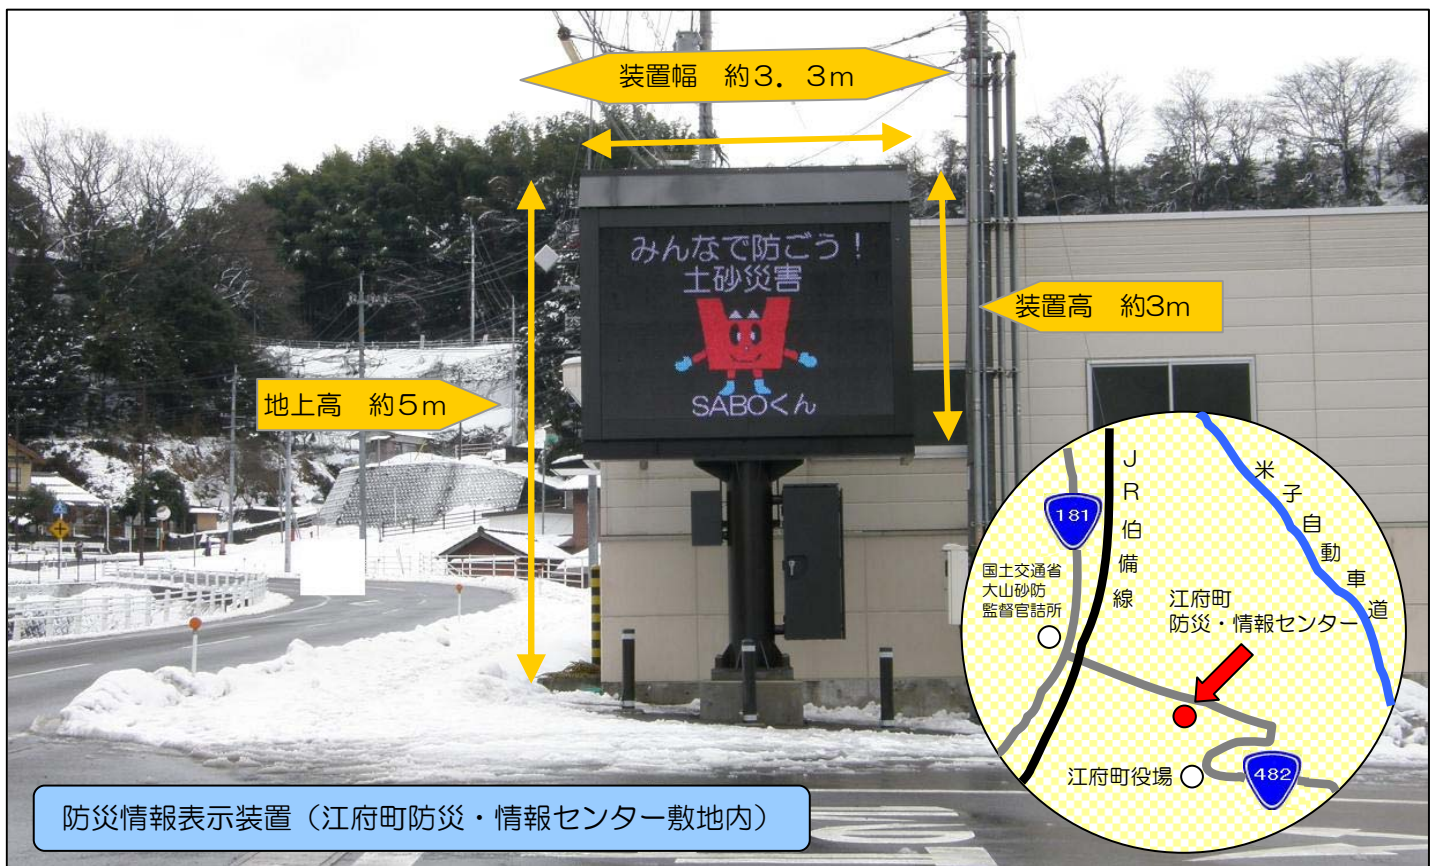 装置幅 約3．3m
みんなで防ごう！
土砂災害
SABOくん
装置高 約3m
地上高 約5m
181
JR伯備線
米子自動車道
国土交通省
大山砂防
監督官詰所
江府町
防災・情報センター
江府町役場
482
防災情報表示装置（江府町防災・情報センター敷地内）